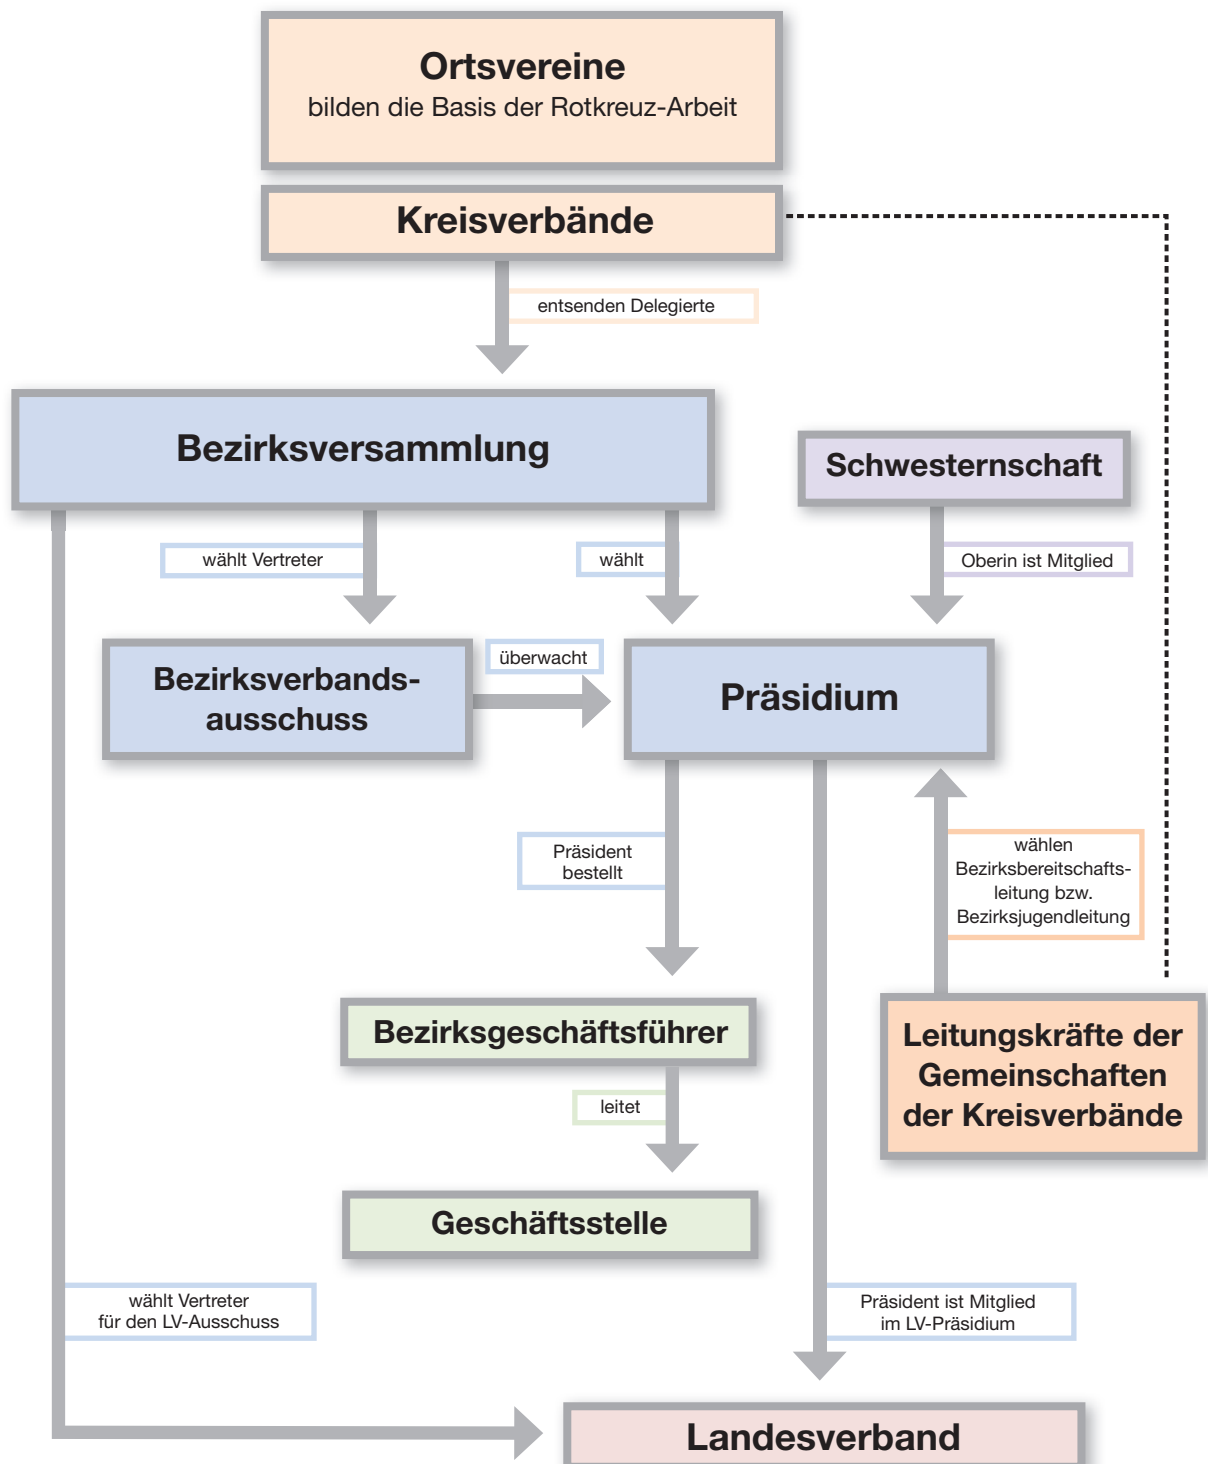 Ortsvereine
bilden die Basis der Rotkreuz-Arbeit
Kreisverbände
entsenden Delegierte
Bezirksversammlung
Schwesternschaft
wählt Vertreter
wählt
Oberin ist Mitglied
überwacht
Bezirksverbands-
ausschuss
Präsidium
Präsident
bestellt
wählen
Bezirksbereitschafts-
leitung bzw.
Bezirksjugendleitung
Bezirksgeschäftsführer
Leitungskräfte der
Gemeinschaften
der Kreisverbände
leitet
Geschäftsstelle
wählt Vertreter
für den LV-Ausschuss
Präsident ist Mitglied
im LV-Präsidium
Landesverband